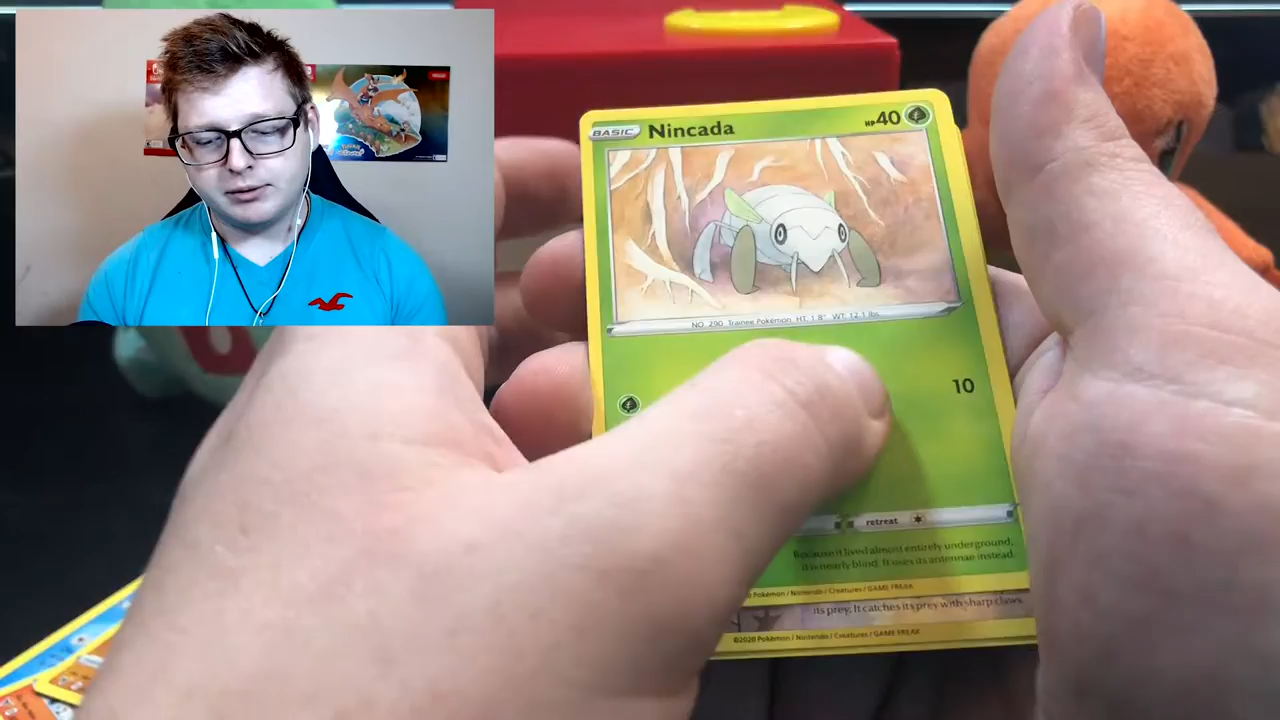 BASIC Nincada HP40
NO. 290 Trainee Pokémon HT: 1'8" WT: 12.1 lbs.
10
retreat
Because it lived almost entirely underground,
it is nearly blind. It uses its antennae instead.
Pokémon / Nintendo / Creatures / GAME FREAK
its prey. It catches its prey with sharp claws.
©2020 Pokémon / Nintendo / Creatures / GAME FREAK